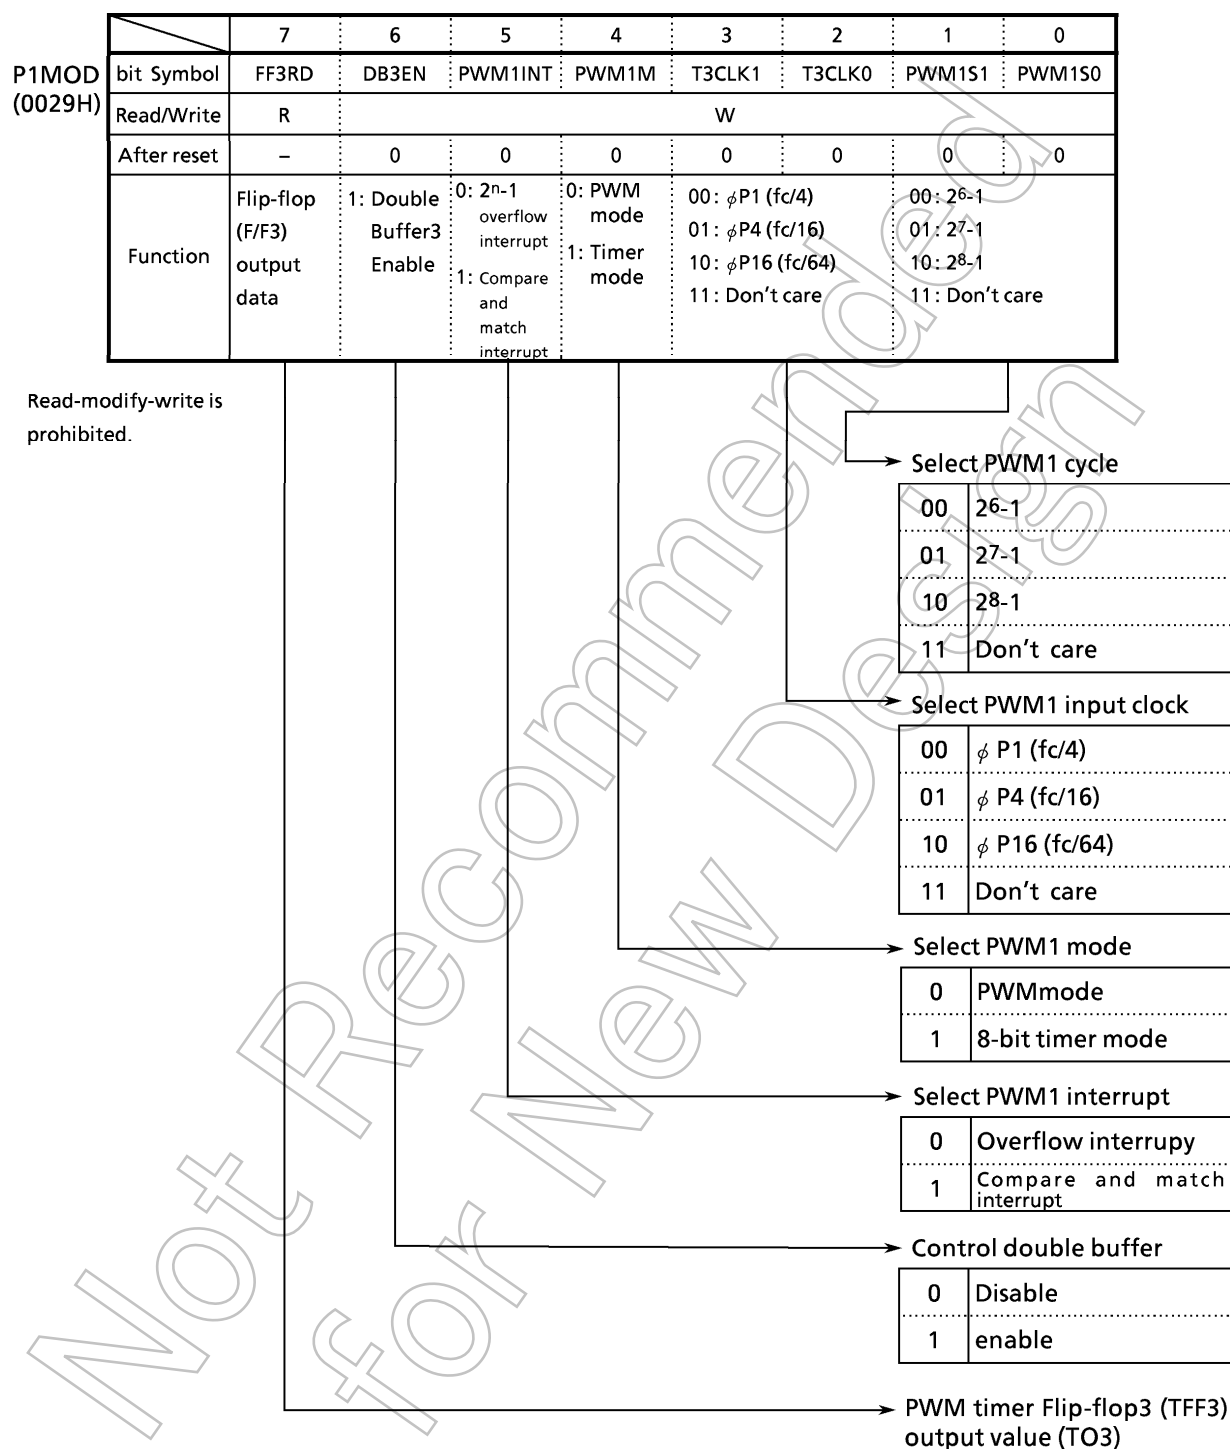 7 6 5 4 3 2 1 0
P1MOD
(0029H)
bit Symbol FF3RD DB3EN PWM1INT PWM1M T3CLK1 T3CLK0 PWM1S1 PWM1S0
Read/Write R W
After reset – 0 0 0 0 0 0 0
Function
Flip-flop
(F/F3)
output
data
1: Double
Buffer3
Enable
0: 2ⁿ-1
overflow
interrupt
1: Compare
and
match
interrupt
0: PWM
mode
1: Timer
mode
00: φP1 (fc/4)
01: φP4 (fc/16)
10: φP16 (fc/64)
11: Don't care
00: 2⁶-1
01: 2⁷-1
10: 2⁸-1
11: Don't care
Read-modify-write is
prohibited.
Select PWM1 cycle
00 2⁶-1
01 2⁷-1
10 2⁸-1
11 Don't care
Select PWM1 input clock
00 φ P1 (fc/4)
01 φ P4 (fc/16)
10 φ P16 (fc/64)
11 Don't care
Select PWM1 mode
0 PWMmode
1 8-bit timer mode
Select PWM1 interrupt
0 Overflow interrupy
1 Compare and match
interrupt
Control double buffer
0 Disable
1 enable
PWM timer Flip-flop3 (TFF3)
output value (TO3)
Not Recommended
for New Design